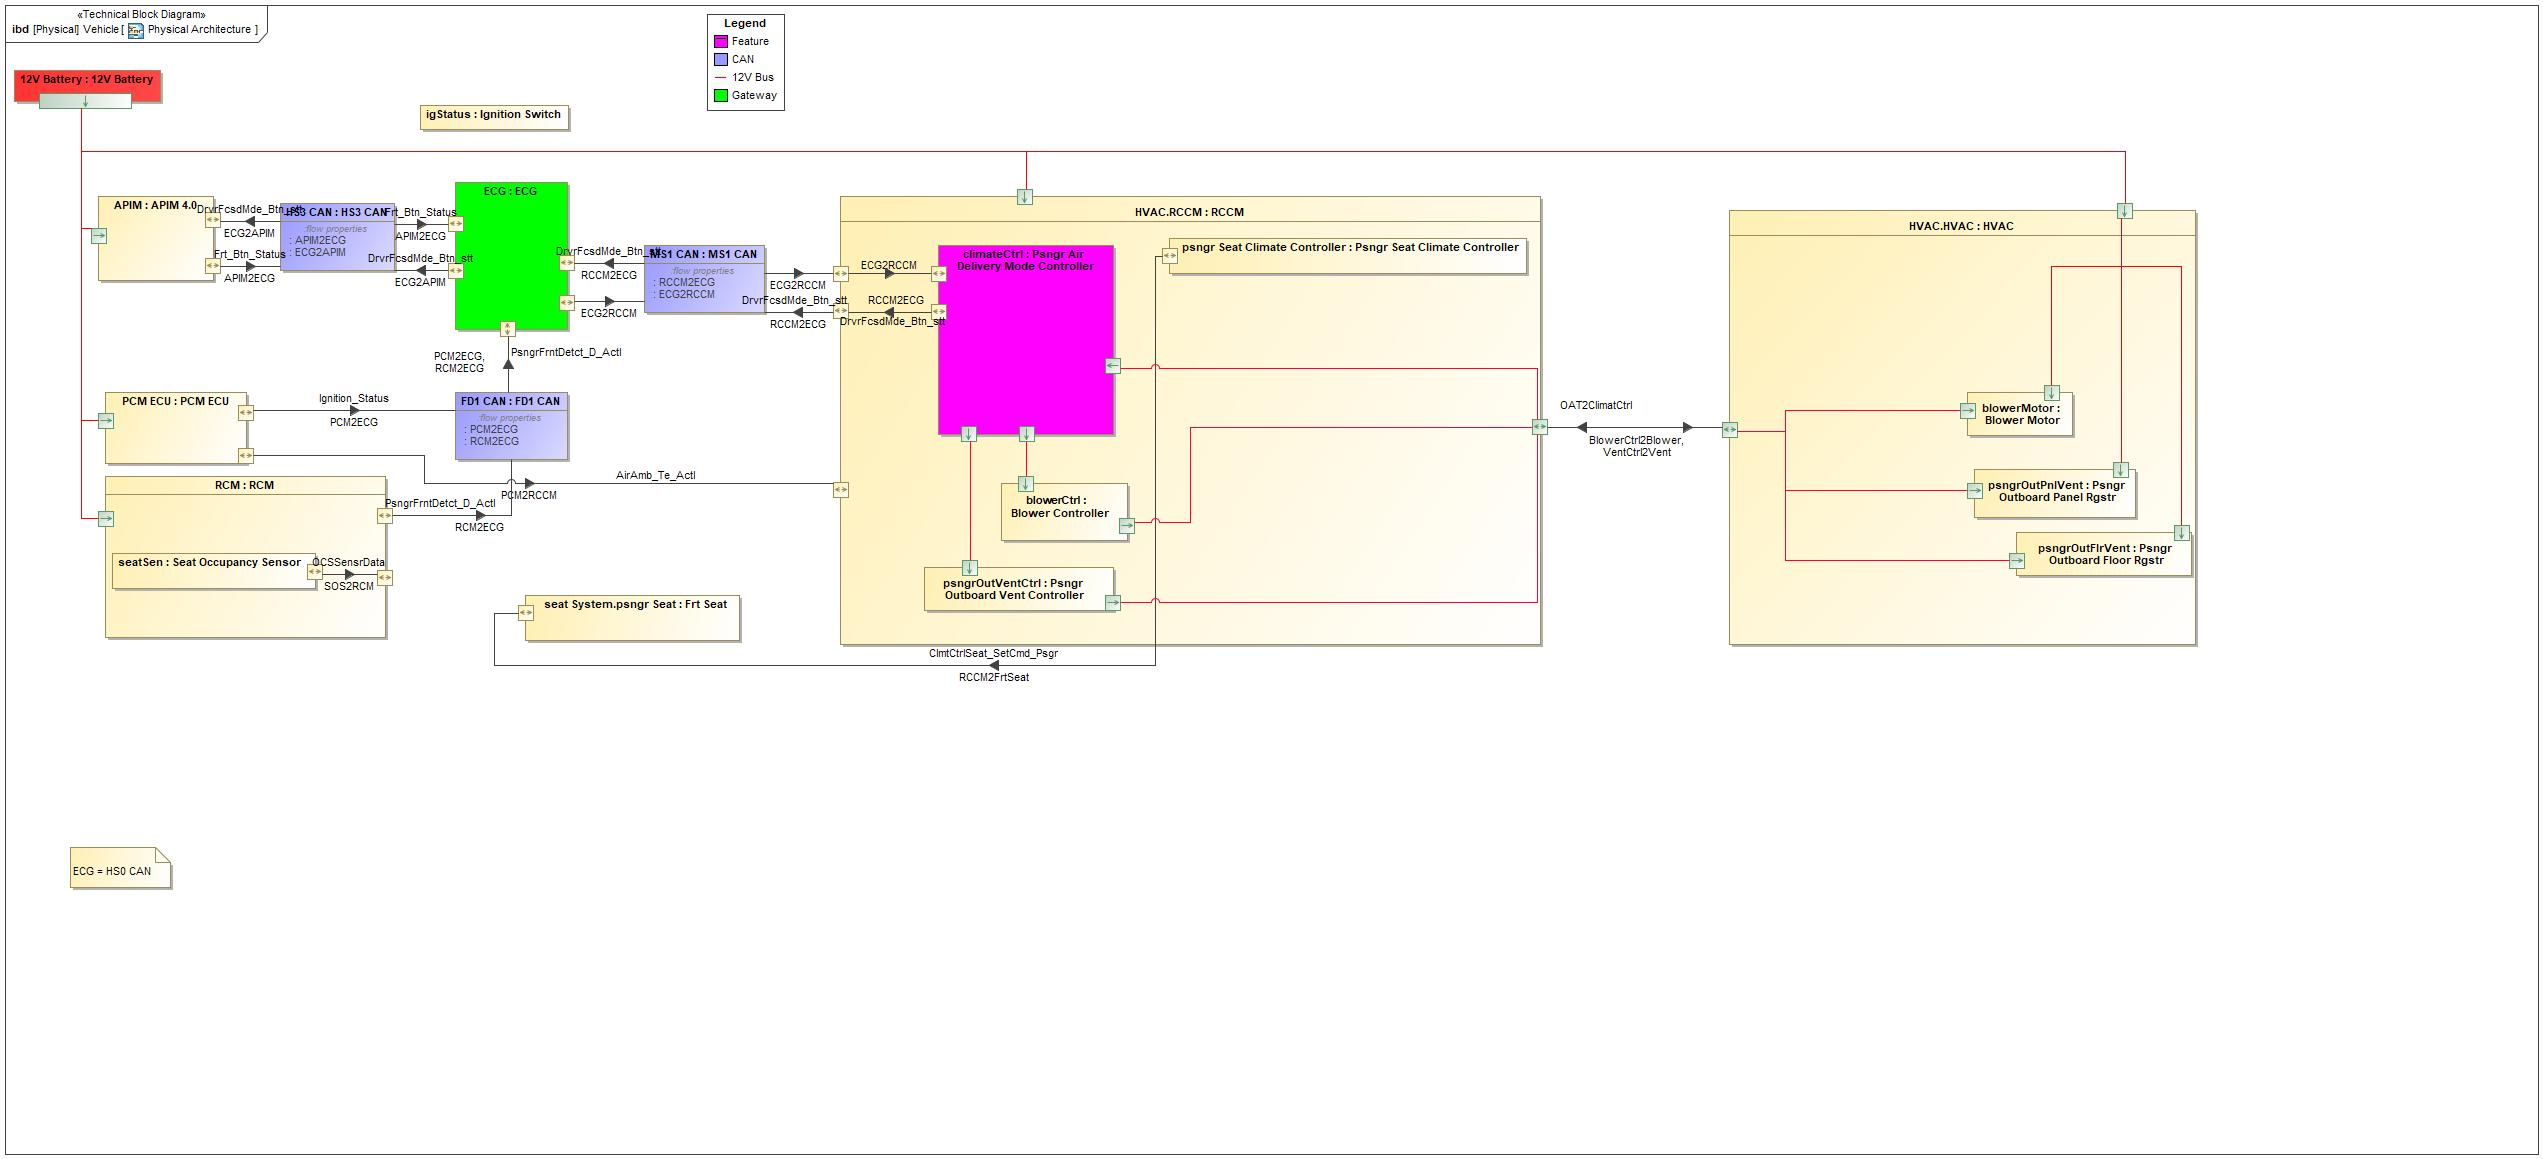 «Technical Block Diagram»
ibd [Physical] Vehicle [ Physical Architecture ]
Legend
Feature
CAN
12V Bus
Gateway
12V Battery : 12V Battery
igStatus : Ignition Switch
APIM : APIM 4.0
DrvrFcsdMde_Btn_stt
ECG2APIM
Frt_Btn_Status
APIM2ECG
HS3 CAN : HS3 CAN
flow properties
: APIM2ECG
: ECG2APIM
Frt_Btn_Status
APIM2ECG
DrvrFcsdMde_Btn_stt
ECG2APIM
ECG : ECG
DrvrFcsdMde_Btn_stt
RCCM2ECG
ECG2RCCM
MS1 CAN : MS1 CAN
flow properties
: RCCM2ECG
: ECG2RCCM
ECG2RCCM
DrvrFcsdMde_Btn_stt
RCCM2ECG
HVAC.RCCM : RCCM
ECG2RCCM
RCCM2ECG
DrvrFcsdMde_Btn_stt
climateCtrl : Psngr Air
Delivery Mode Controller
psngr Seat Climate Controller : Psngr Seat Climate Controller
HVAC.HVAC : HVAC
PCM2ECG,
RCM2ECG
PsngrFrntDetct_D_Actl
PCM ECU : PCM ECU
Ignition_Status
PCM2ECG
FD1 CAN : FD1 CAN
flow properties
: PCM2ECG
: RCM2ECG
OAT2ClimatCtrl
BlowerCtrl2Blower,
VentCtrl2Vent
blowerMotor :
Blower Motor
RCM : RCM
PCM2RCCM
AirAmb_Te_Actl
PsngrFrntDetct_D_Actl
RCM2ECG
blowerCtrl :
Blower Controller
psngrOutPnlVent : Psngr
Outboard Panel Rgstr
seatSen : Seat Occupancy Sensor
OCSSensrData
SOS2RCM
psngrOutFlrVent : Psngr
Outboard Floor Rgstr
psngrOutVentCtrl : Psngr
Outboard Vent Controller
seat System.psngr Seat : Frt Seat
ClmtCtrlSeat_SetCmd_Psgr
RCCM2FrtSeat
ECG = HS0 CAN